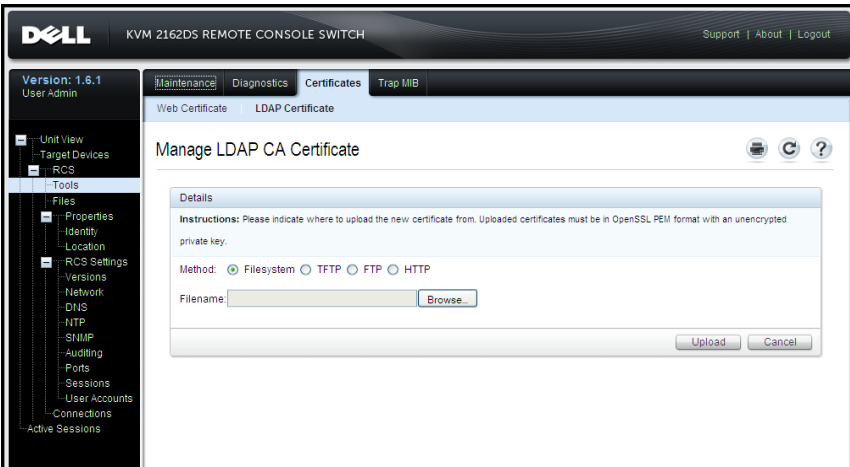 DELL KVM 2162DS REMOTE CONSOLE SWITCH Support | About | Logout
Version: 1.6.1
User Admin
Maintenance Diagnostics Certificates Trap MIB
Web Certificate LDAP Certificate
Unit View
Target Devices
RCS
Tools
Files
Properties
Identity
Location
RCS Settings
Versions
Network
DNS
NTP
SNMP
Auditing
Ports
Sessions
User Accounts
Connections
Active Sessions
Manage LDAP CA Certificate
Details
Instructions: Please indicate where to upload the new certificate from. Uploaded certificates must be in OpenSSL PEM format with an unencrypted
private key.
Method: Filesystem TFTP FTP HTTP
Filename: Browse...
Upload Cancel